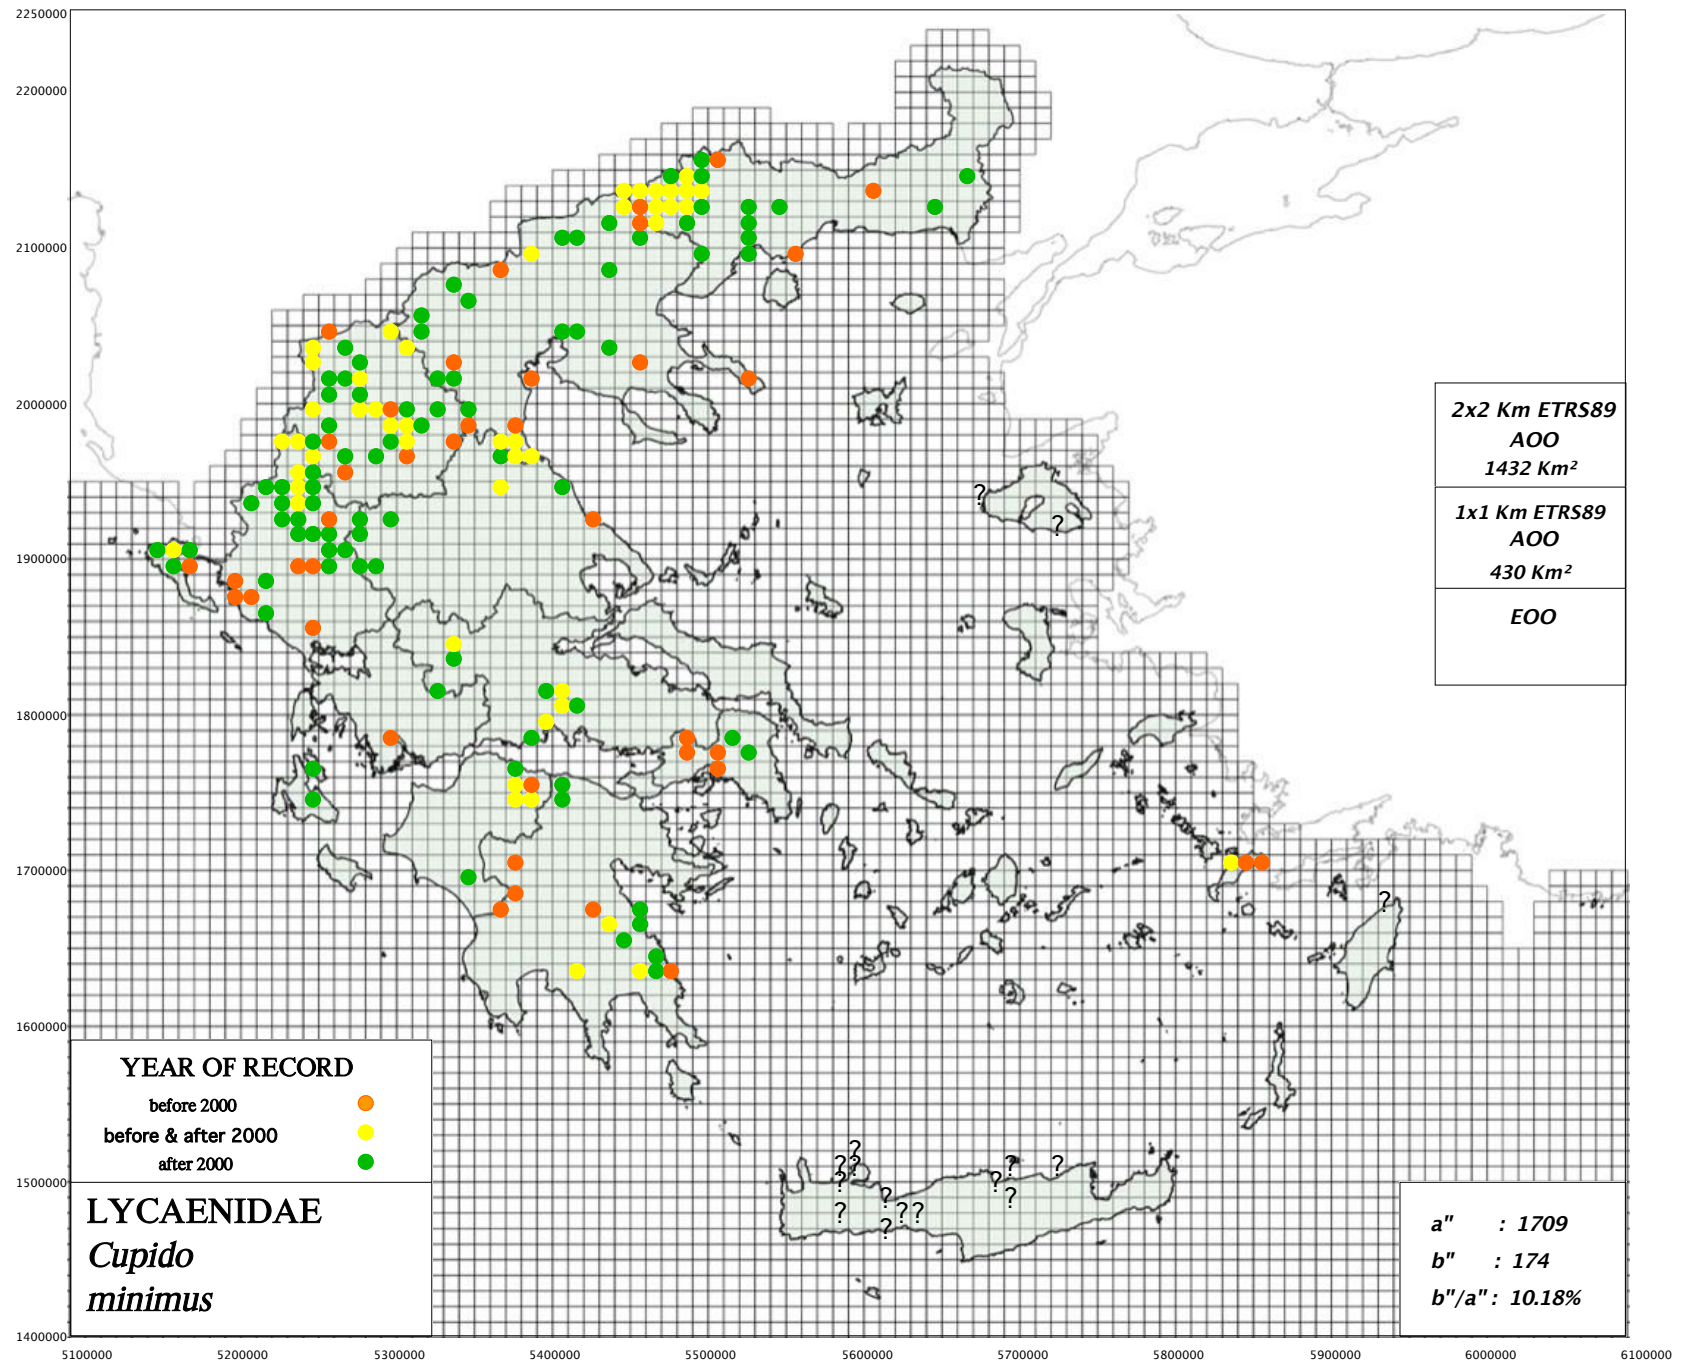 2250000
2200000
2100000
2000000
1900000
1800000
1700000
1600000
1500000
1400000
2x2 Km ETRS89
AOO
1432 Km²
1x1 Km ETRS89
AOO
430 Km²
EOO
?
?
?
?
? ? ? ?
? ?
? ?
? ? ?
?
YEAR OF RECORD
before 2000
before & after 2000
after 2000
LYCAENIDAE
Cupido
minimus
a" : 1709
b" : 174
b"/a" : 10.18%
5100000 5200000 5300000 5400000 5500000 5600000 5700000 5800000 5900000 6000000 6100000